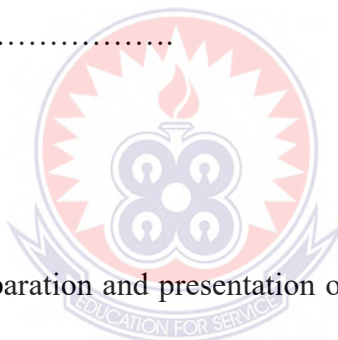 ……………….
paration and presentation o
EDUCATION FOR SERVICE